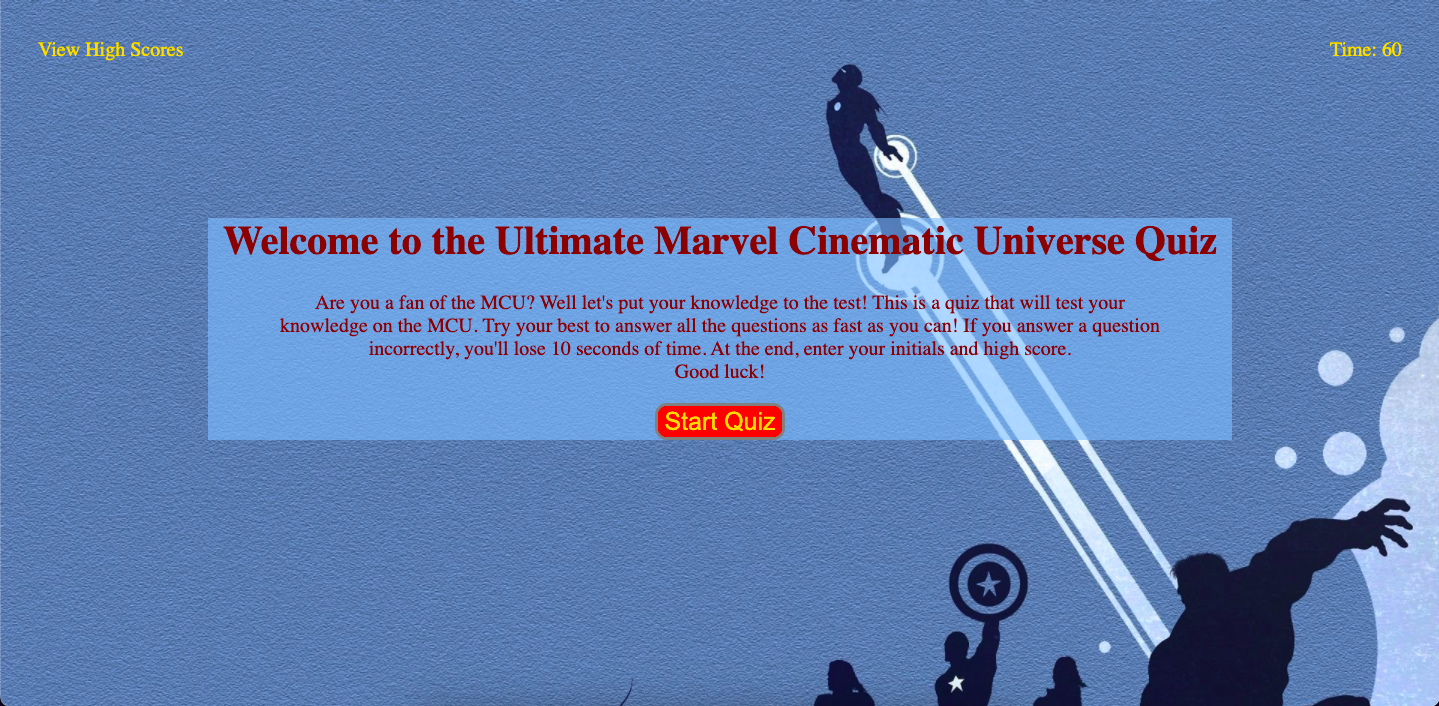 View High Scores
Time: 60
Welcome to the Ultimate Marvel Cinematic Universe Quiz
Are you a fan of the MCU? Well let's put your knowledge to the test! This is a quiz that will test your
knowledge on the MCU. Try your best to answer all the questions as fast as you can! If you answer a question
incorrectly, you'll lose 10 seconds of time. At the end, enter your initials and high score.
Good luck!
Start Quiz